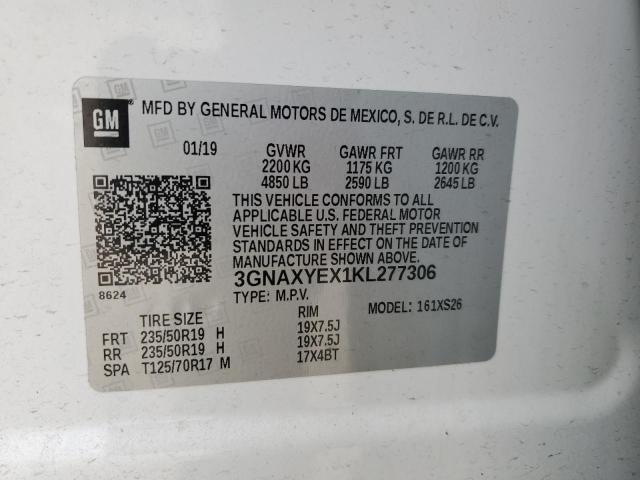 GM®
MFD BY GENERAL MOTORS DE MEXICO, S. DE R.L. DE C.V.
01/19 GVWR GAWR FRT GAWR RR
2200 KG 1175 KG 1200 KG
4850 LB 2590 LB 2645 LB
THIS VEHICLE CONFORMS TO ALL
APPLICABLE U.S. FEDERAL MOTOR
VEHICLE SAFETY AND THEFT PREVENTION
STANDARDS IN EFFECT ON THE DATE OF
MANUFACTURE SHOWN ABOVE.
3GNAXYEX1KL277306
8624
TYPE: M.P.V. MODEL: 161XS26
TIRE SIZE RIM
FRT 235/50R19 H 19X7.5J
RR 235/50R19 H 19X7.5J
SPA T125/70R17 M 17X4BT